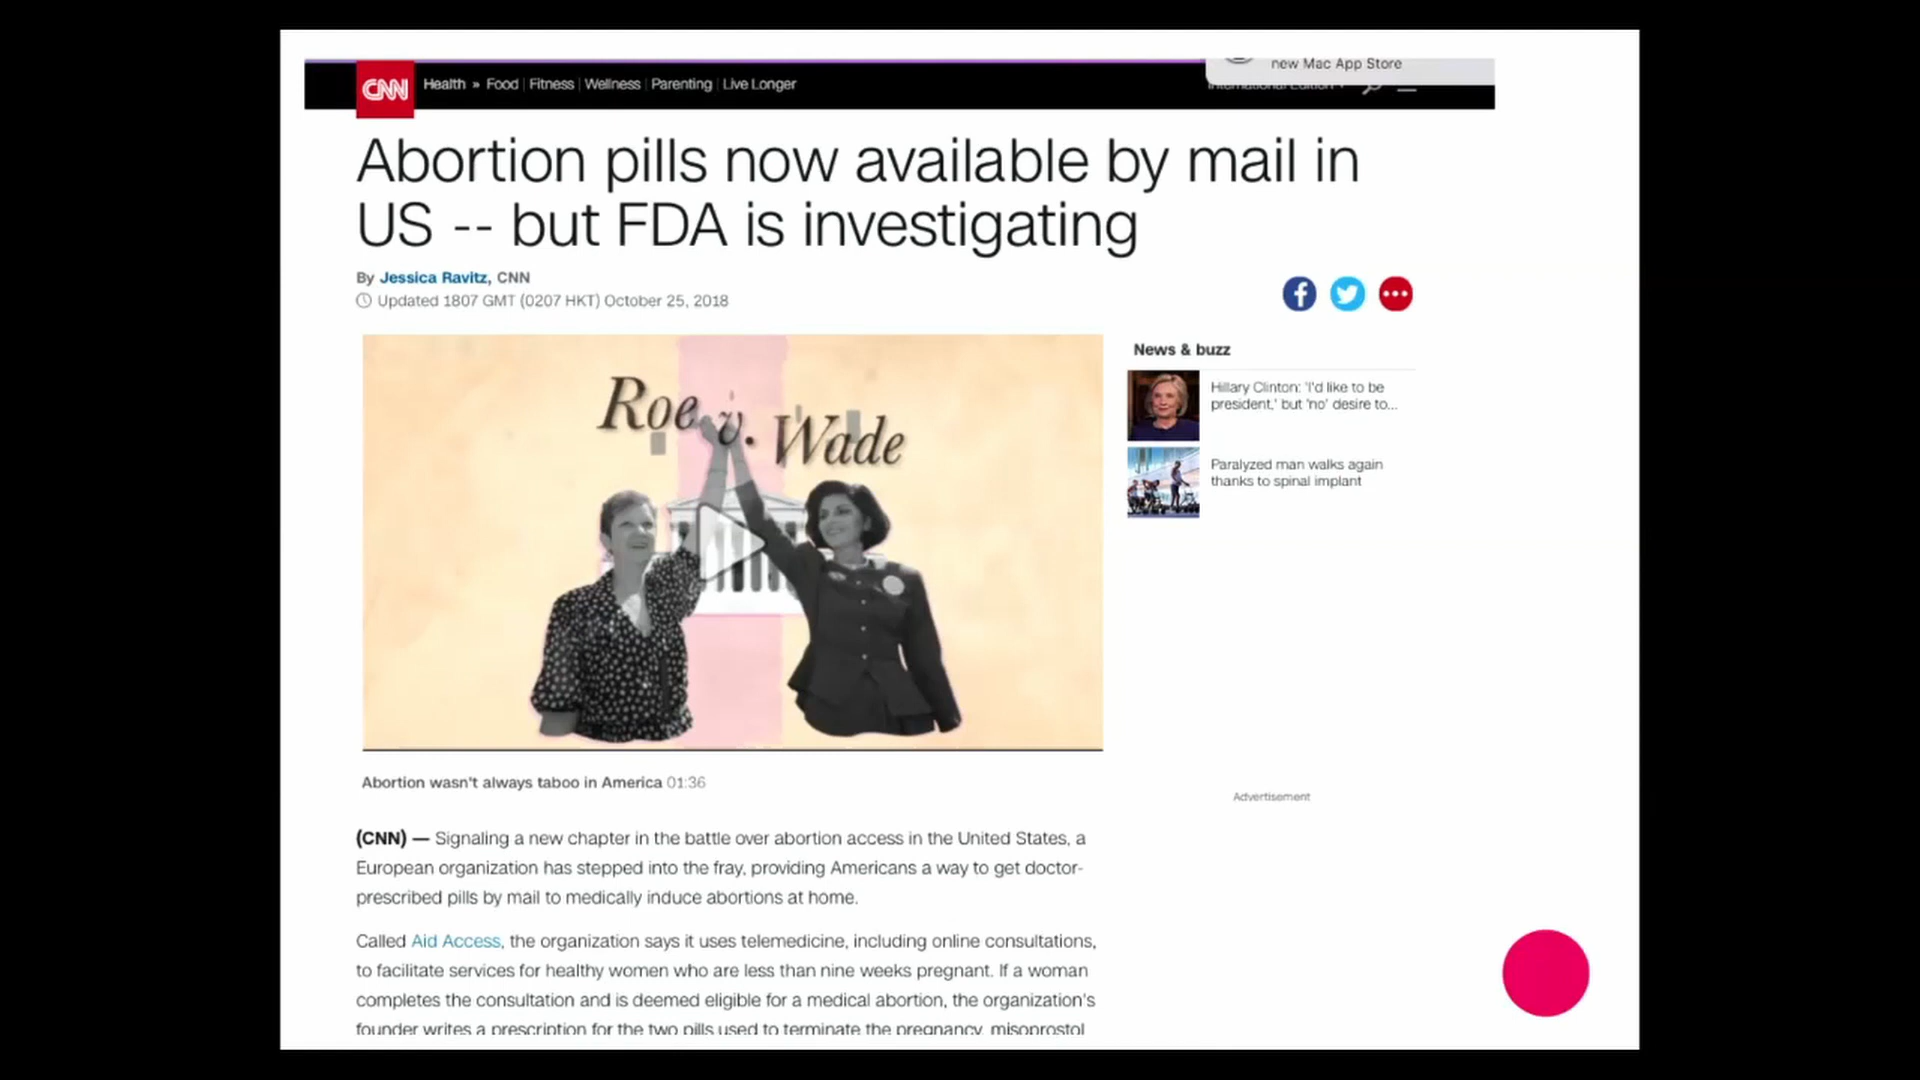 new Mac App Store
CNN Health » Food Fitness Wellness Parenting Live Longer
International Edition
Abortion pills now available by mail in
US -- but FDA is investigating
By Jessica Ravitz, CNN
Updated 1807 GMT (0207 HKT) October 25, 2018
Roe v. Wade
Abortion wasn't always taboo in America 01:36
News & buzz
Hillary Clinton: 'I'd like to be
president,' but 'no' desire to...
Paralyzed man walks again
thanks to spinal implant
Advertisement
(CNN) — Signaling a new chapter in the battle over abortion access in the United States, a
European organization has stepped into the fray, providing Americans a way to get doctor-
prescribed pills by mail to medically induce abortions at home.
Called Aid Access, the organization says it uses telemedicine, including online consultations,
to facilitate services for healthy women who are less than nine weeks pregnant. If a woman
completes the consultation and is deemed eligible for a medical abortion, the organization's
founder writes a prescription for the two pills used to terminate the pregnancy, misoprostol